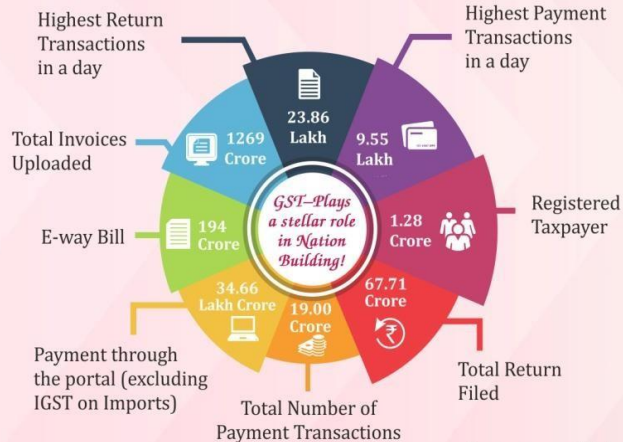 Highest Return
Transactions
in a day
Highest Payment
Transactions
in a day
23.86
Lakh
9.55
Lakh
Total Invoices
Uploaded
1269
Crore
E-way Bill
194
Crore
GST–Plays
a stellar role
in Nation
Building!
1.28
Crore
Registered
Taxpayer
34.66
Lakh Crore
19.00
Crore
67.71
Crore
₹
Payment through
the portal (excluding
IGST on Imports)
Total Number of
Payment Transactions
Total Return
Filed